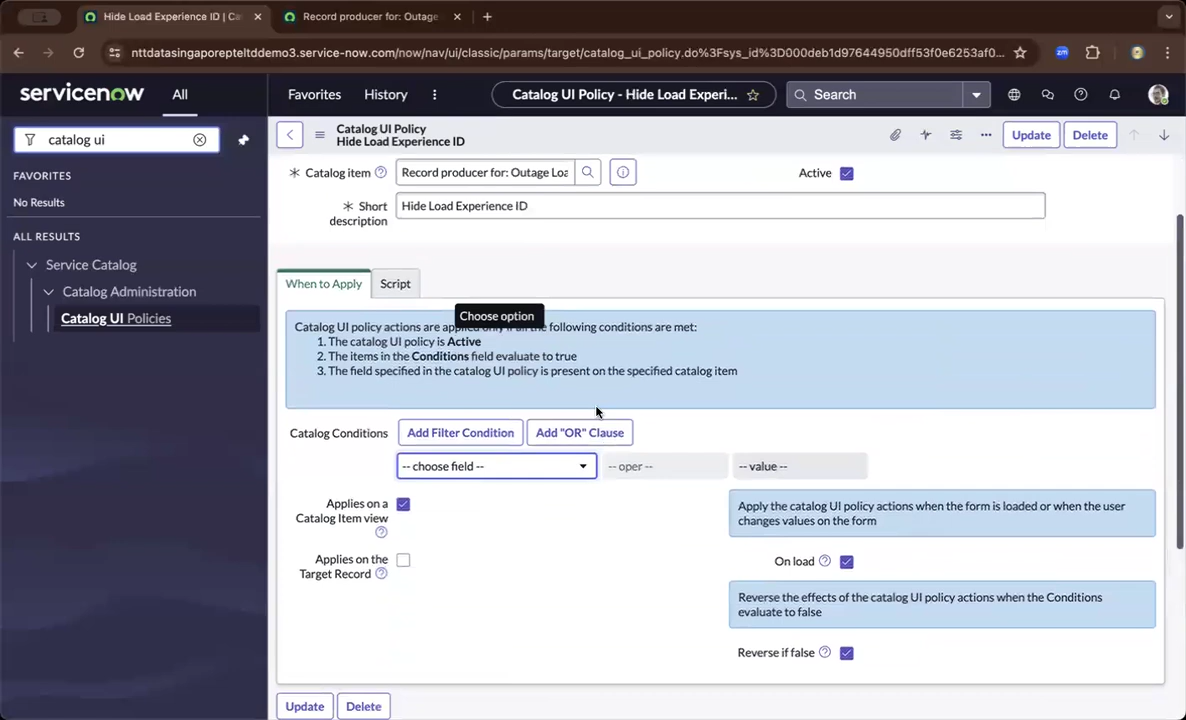 Hide Load Experience ID | Ca
Record producer for: Outage
nttdatasingaporepteltddemo3.service-now.com/now/nav/ui/classic/params/target/catalog_ui_policy.do%3Fsys_id%3D000deb1d97644950dff53f0e6253af0...
servicenow
All
Favorites
History
Catalog UI Policy - Hide Load Experi...
Search
catalog ui
FAVORITES
No Results
ALL RESULTS
Service Catalog
Catalog Administration
Catalog UI Policies
Catalog UI Policy
Hide Load Experience ID
Update
Delete
* Catalog item
Record producer for: Outage Loa
Active
* Short description
Hide Load Experience ID
When to Apply
Script
Choose option
Catalog UI policy actions are applied only if all the following conditions are met:
1. The catalog UI policy is Active
2. The items in the Conditions field evaluate to true
3. The field specified in the catalog UI policy is present on the specified catalog item
Catalog Conditions
Add Filter Condition
Add "OR" Clause
-- choose field --
-- oper --
-- value --
Applies on a
Catalog Item view
Apply the catalog UI policy actions when the form is loaded or when the user
changes values on the form
Applies on the
Target Record
On load
Reverse the effects of the catalog UI policy actions when the Conditions
evaluate to false
Reverse if false
Update
Delete